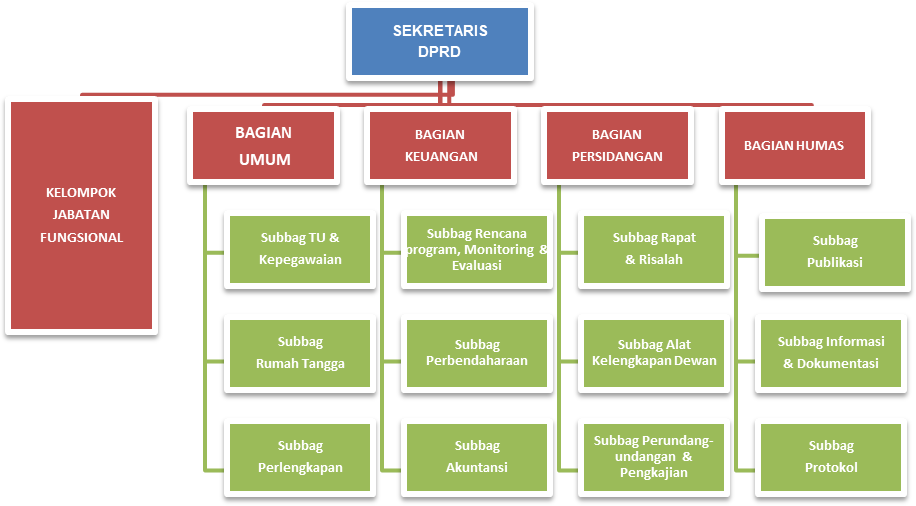 SEKRETARIS
DPRD
KELOMPOK
JABATAN
FUNGSIONAL
BAGIAN
UMUM
BAGIAN
KEUANGAN
BAGIAN
PERSIDANGAN
BAGIAN HUMAS
Subbag TU &
Kepegawaian
Subbag Rencana
program, Monitoring &
Evaluasi
Subbag Rapat
& Risalah
Subbag
Publikasi
Subbag
Rumah Tangga
Subbag
Perbendaharaan
Subbag Alat
Kelengkapan Dewan
Subbag Informasi
& Dokumentasi
Subbag
Perlengkapan
Subbag
Akuntansi
Subbag Perundang-
undangan &
Pengkajian
Subbag
Protokol